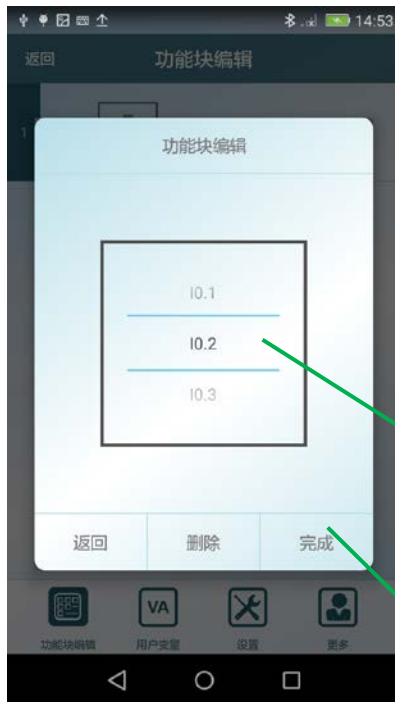 14:53
返回 功能块编辑
1
功能块编辑
I0.1
I0.2
I0.3
返回 删除 完成
VA
功能块编辑 用户变量 设置 更多